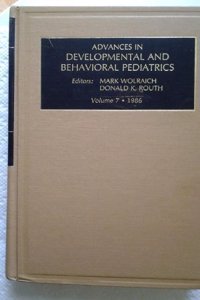 ADVANCES IN
DEVELOPMENTAL AND
BEHAVIORAL PEDIATRICS
Editors: MARK WOLRAICH
DONALD K. ROUTH
Volume 7 • 1986